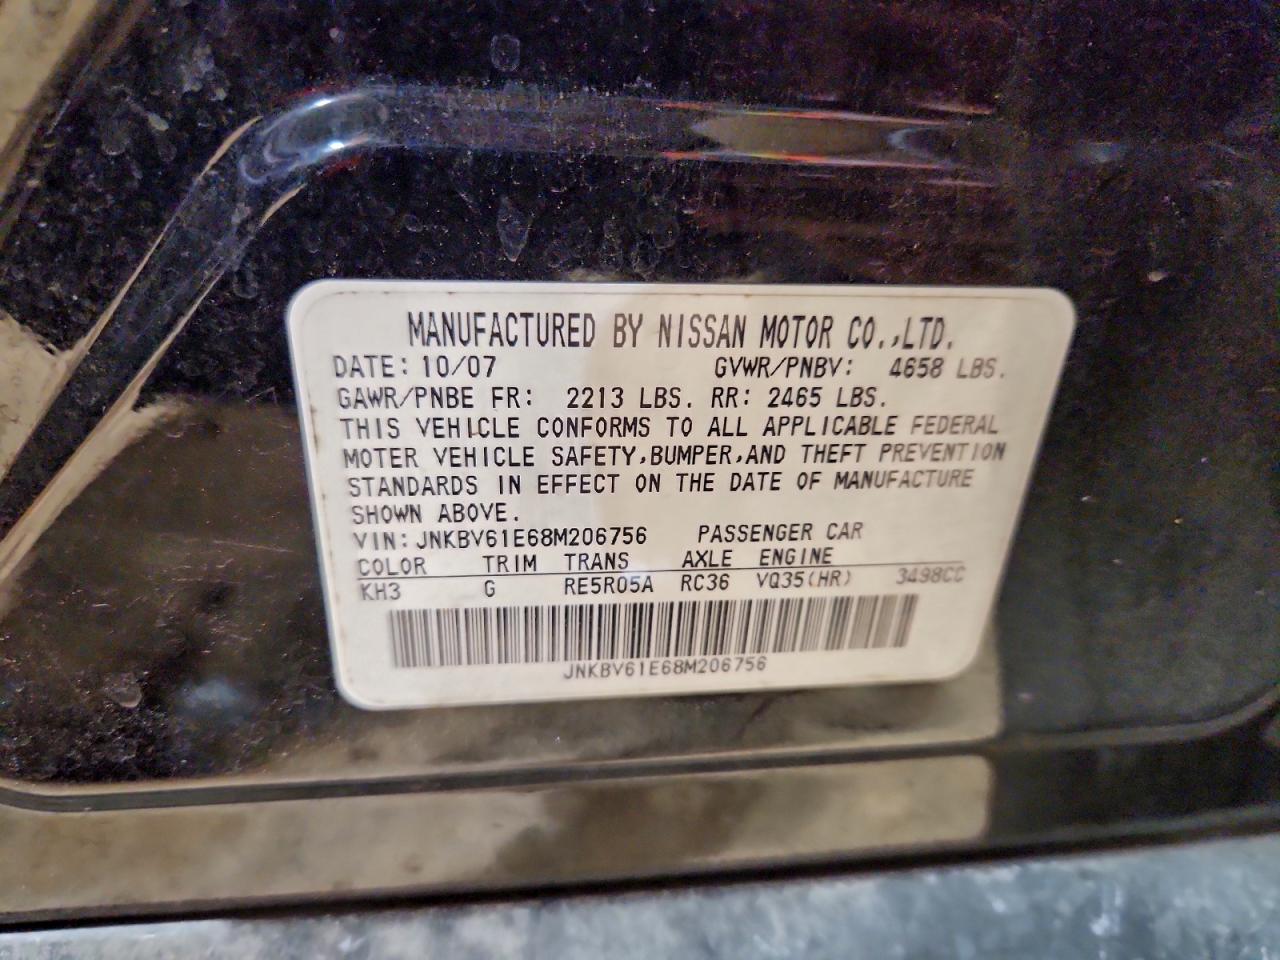 MANUFACTURED BY NISSAN MOTOR CO.,LTD.
DATE: 10/07 GVWR/PNBV: 4658 LBS.
GAWR/PNBE FR: 2213 LBS. RR: 2465 LBS.
THIS VEHICLE CONFORMS TO ALL APPLICABLE FEDERAL
MOTER VEHICLE SAFETY,BUMPER,AND THEFT PREVENTION
STANDARDS IN EFFECT ON THE DATE OF MANUFACTURE
SHOWN ABOVE.
VIN: JNKBV61E68M206756 PASSENGER CAR
COLOR TRIM TRANS AXLE ENGINE
KH3 G RE5R05A RC36 VQ35(HR) 3498CC
JNKBV61E68M206756